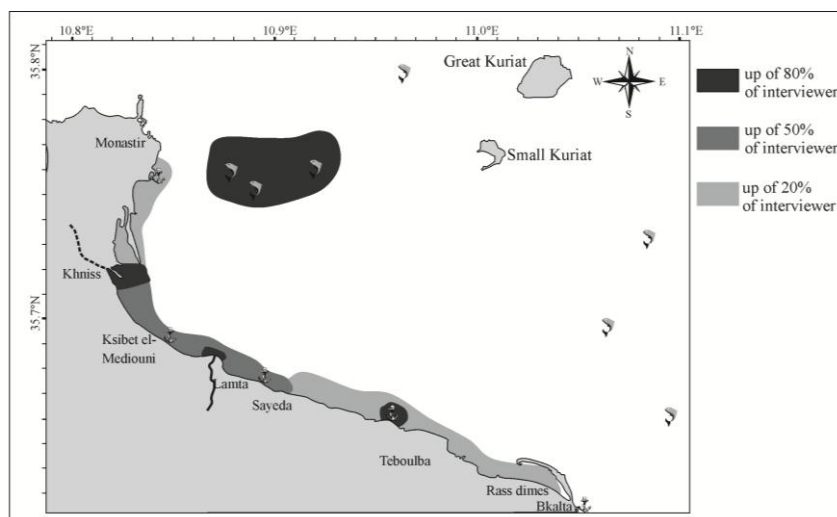 10.8°E
10.9°E
11.0°E
11.1°E
35.8°N
35.7°N
Great Kuriat
N
W
E
S
Small Kuriat
Monastir
Khniss
Ksibet el-
Mediouni
Lamta
Sayeda
Teboulba
Rass dimes
Bkalta
up of 80%
of interviewer
up of 50%
of interviewer
up of 20%
of interviewer